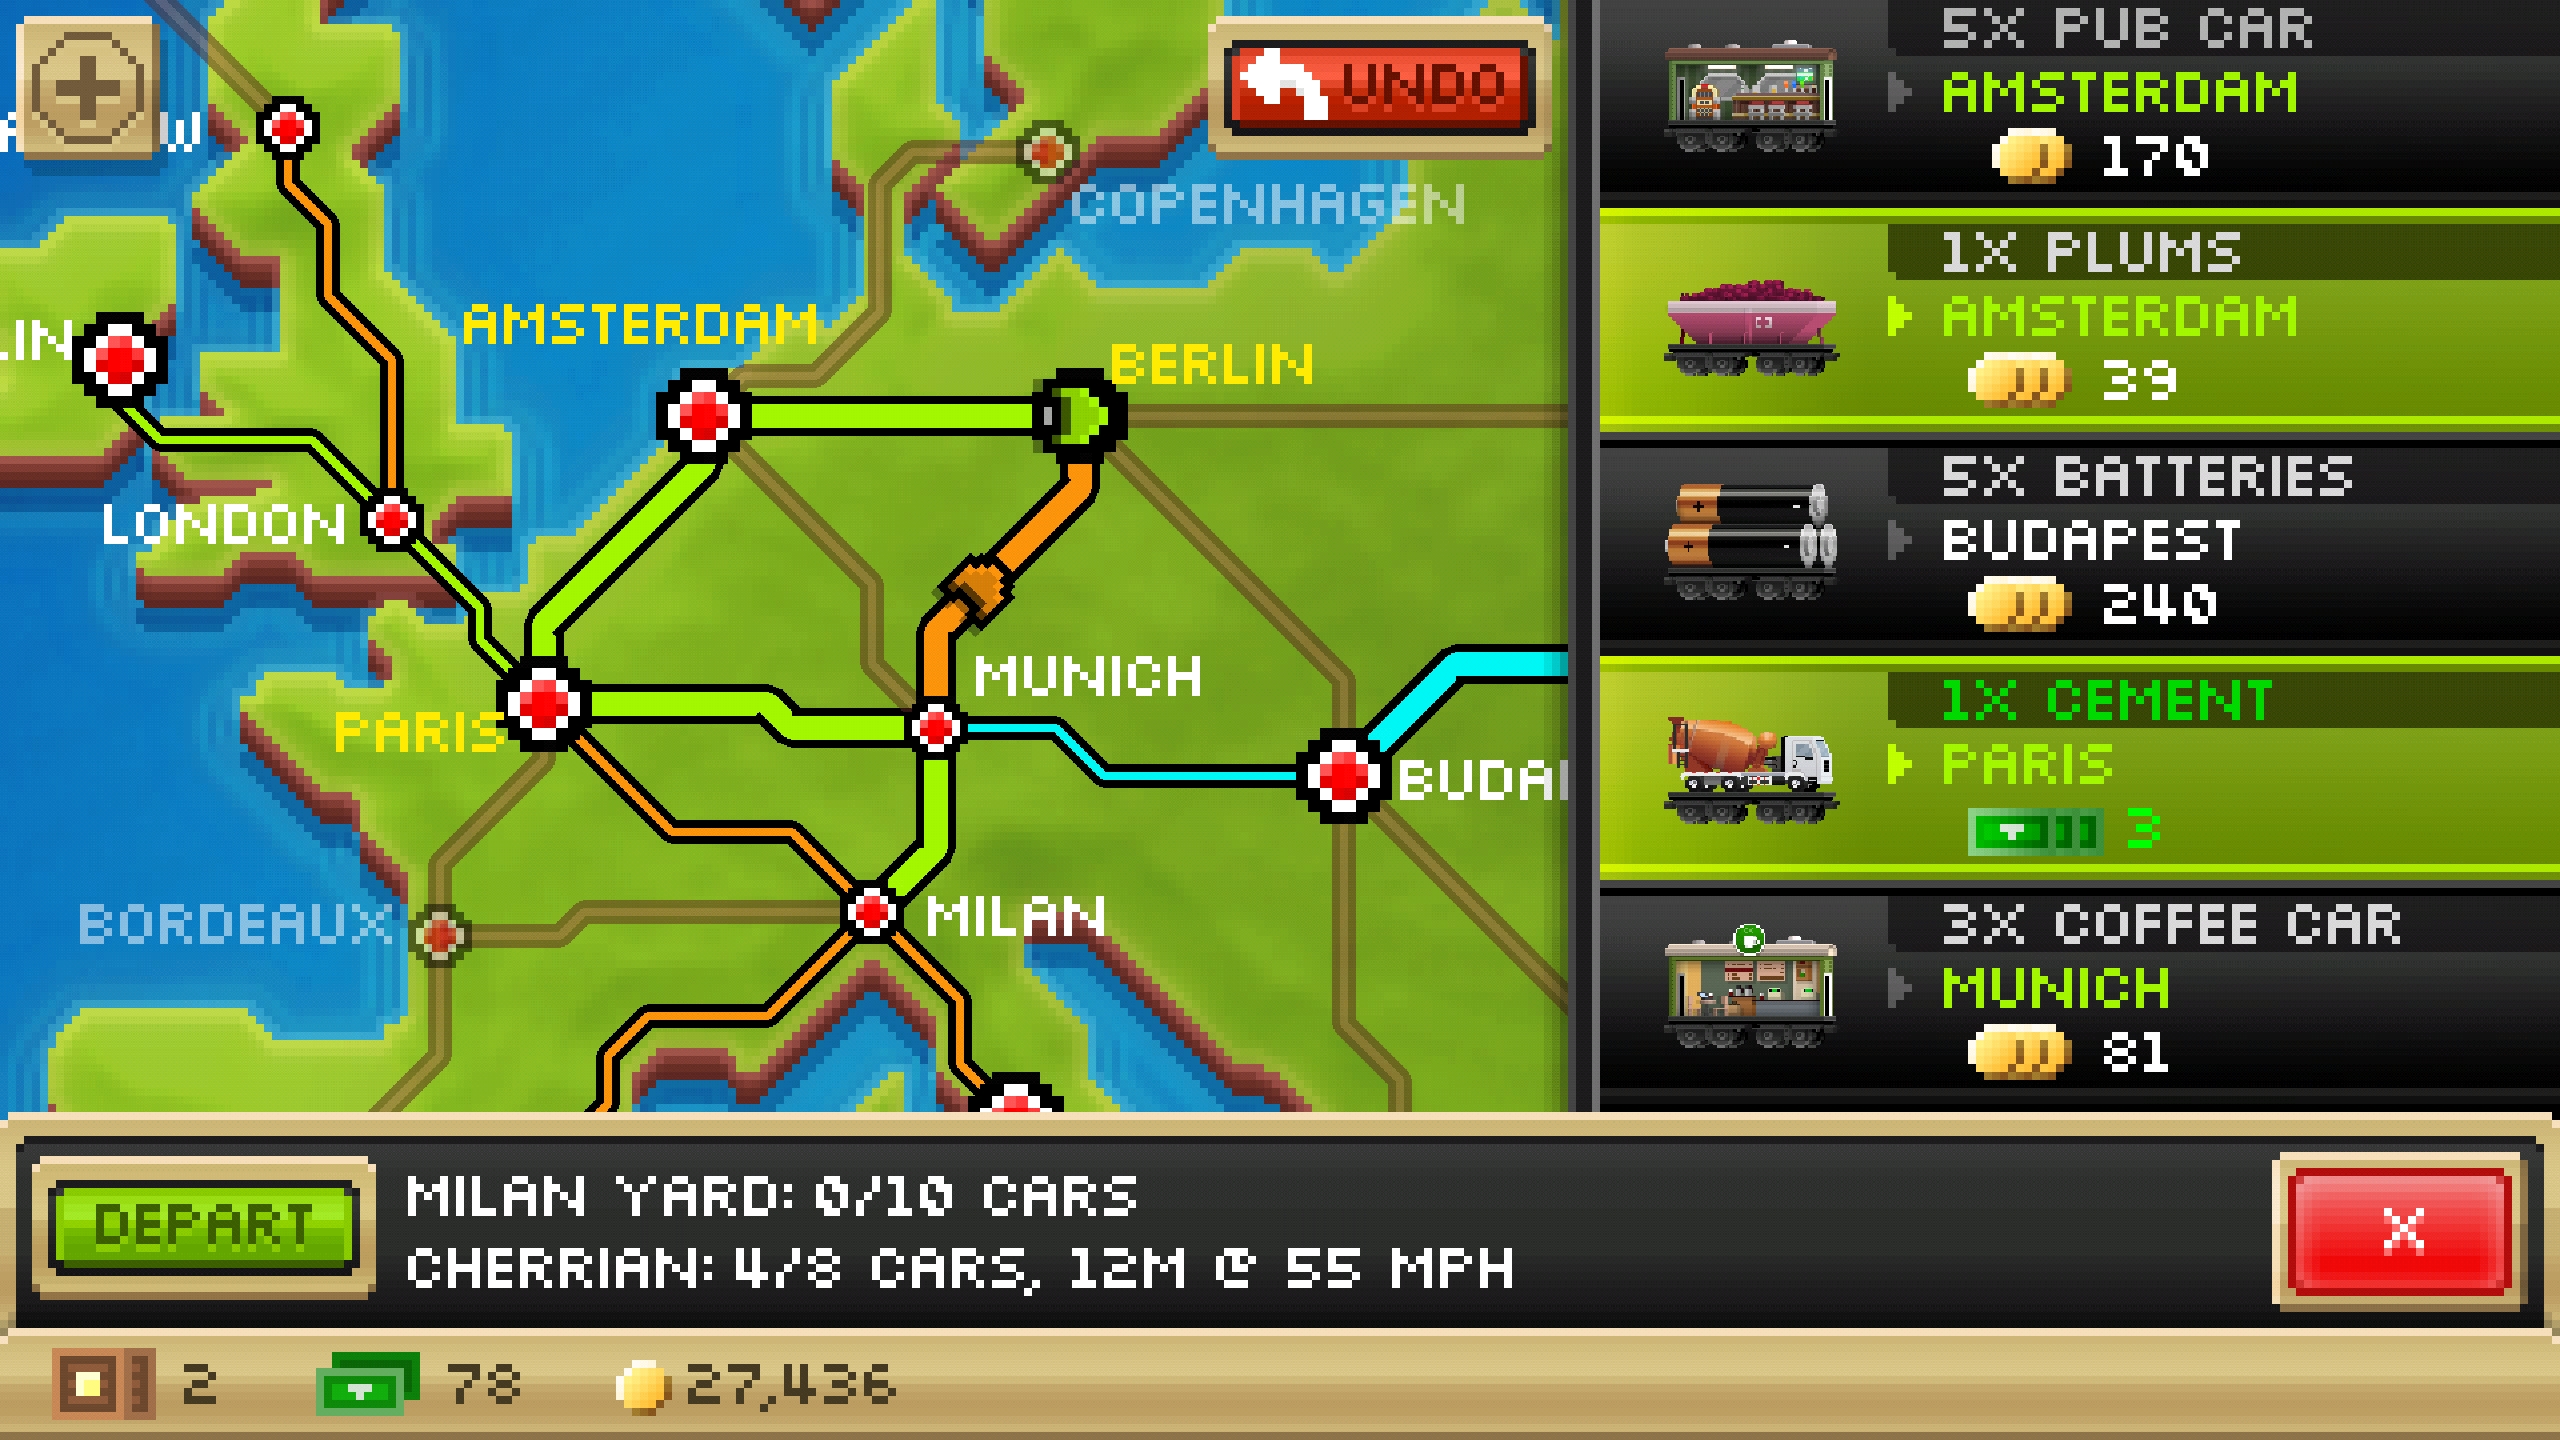 W
UNDO
COPENHAGEN
AMSTERDAM
LIN
BERLIN
LONDON
MUNICH
PARIS
BUDA
BORDEAUX
MILAN
5X PUB CAR
AMSTERDAM
170
1X PLUMS
AMSTERDAM
39
5X BATTERIES
BUDAPEST
240
1X CEMENT
PARIS
3
3X COFFEE CAR
MUNICH
81
DEPART
MILAN YARD: 0/10 CARS
CHERRIAN: 4/8 CARS, 12M @ 55 MPH
X
2
78
27,436